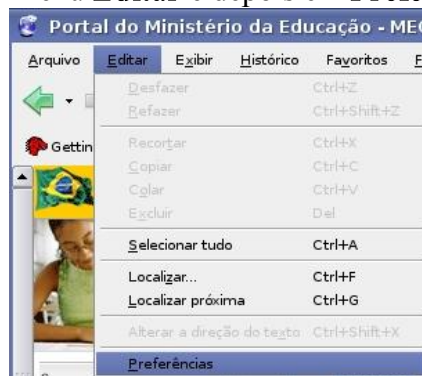 Portal do Ministério da Educação - ME
Arquivo Editar Exibir Histórico Favoritos F
Desfazer Ctrl+Z
Refazer Ctrl+Shift+Z
Gettin
Recortar Ctrl+X
Copiar Ctrl+C
Colar Ctrl+V
Excluir Del
Selecionar tudo Ctrl+A
Localizar... Ctrl+F
Localizar próxima Ctrl+G
Alterar a direção do texto Ctrl+Shift+X
Preferências